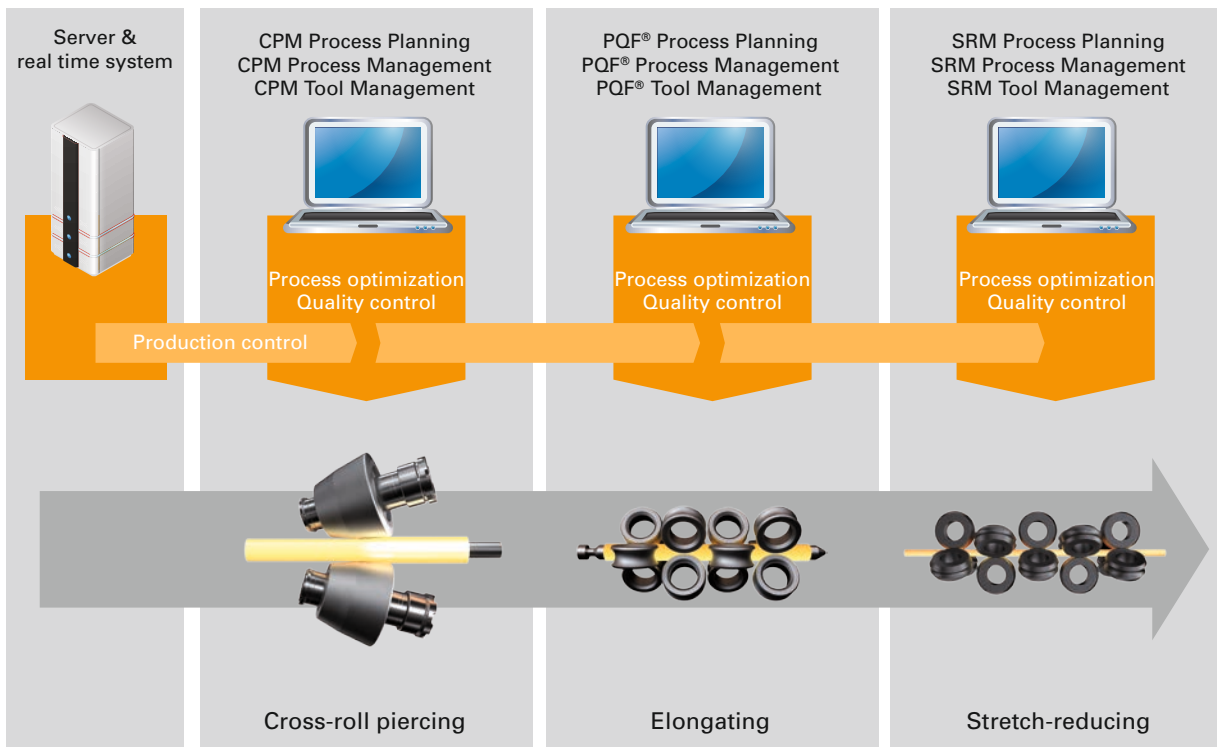 Server &
real time system
CPM Process Planning
CPM Process Management
CPM Tool Management
PQF® Process Planning
PQF® Process Management
PQF® Tool Management
SRM Process Planning
SRM Process Management
SRM Tool Management
Process optimization
Quality control
Process optimization
Quality control
Process optimization
Quality control
Production control
Cross-roll piercing
Elongating
Stretch-reducing